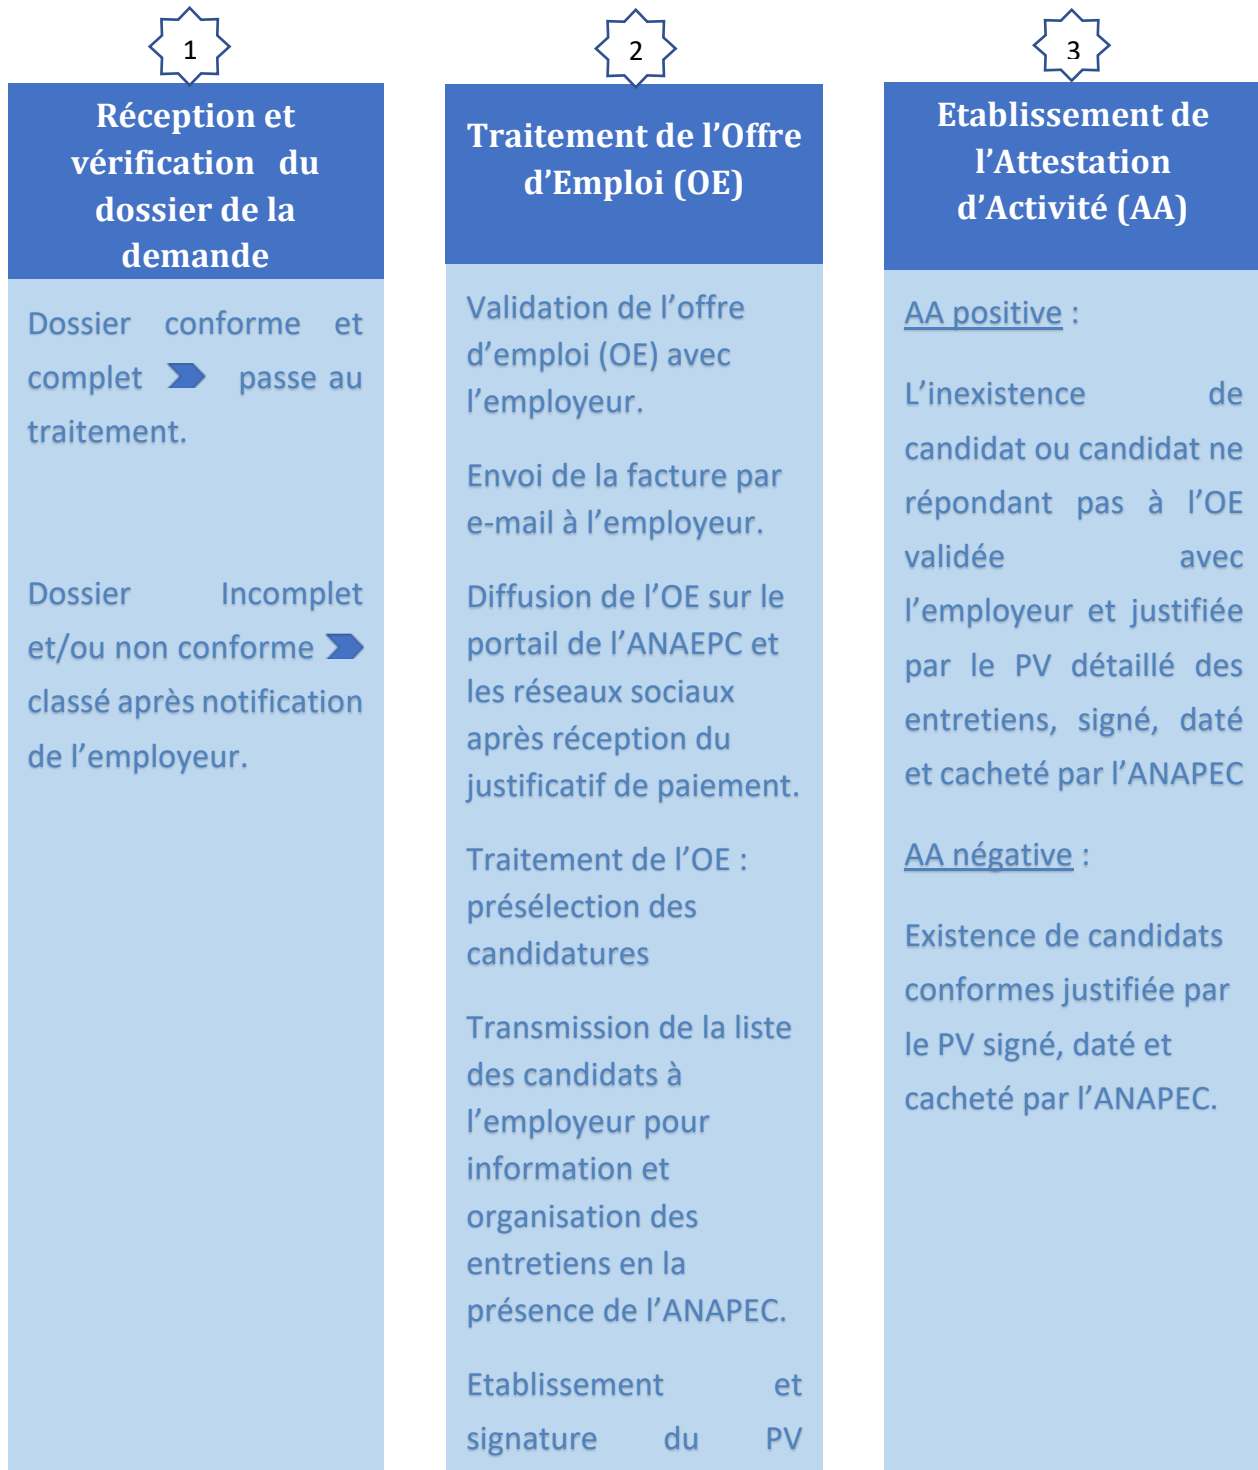 1
Réception et
vérification du
dossier de la
demande
Dossier conforme et
complet passe au
traitement.
Dossier Incomplet
et/ou non conforme
classé après notification
de l’employeur.
2
Traitement de l’Offre
d’Emploi (OE)
Validation de l’offre
d’emploi (OE) avec
l’employeur.
Envoi de la facture par
e-mail à l’employeur.
Diffusion de l’OE sur le
portail de l’ANAEPC et
les réseaux sociaux
après réception du
justificatif de paiement.
Traitement de l’OE :
présélection des
candidatures
Transmission de la liste
des candidats à
l’employeur pour
information et
organisation des
entretiens en la
présence de l’ANAPEC.
Etablissement et
signature du PV
3
Etablissement de
l’Attestation
d’Activité (AA)
AA positive :
L’inexistence de
candidat ou candidat ne
répondant pas à l’OE
validée avec
l’employeur et justifiée
par le PV détaillé des
entretiens, signé, daté
et cacheté par l’ANAPEC
AA négative :
Existence de candidats
conformes justifiée par
le PV signé, daté et
cacheté par l’ANAPEC.